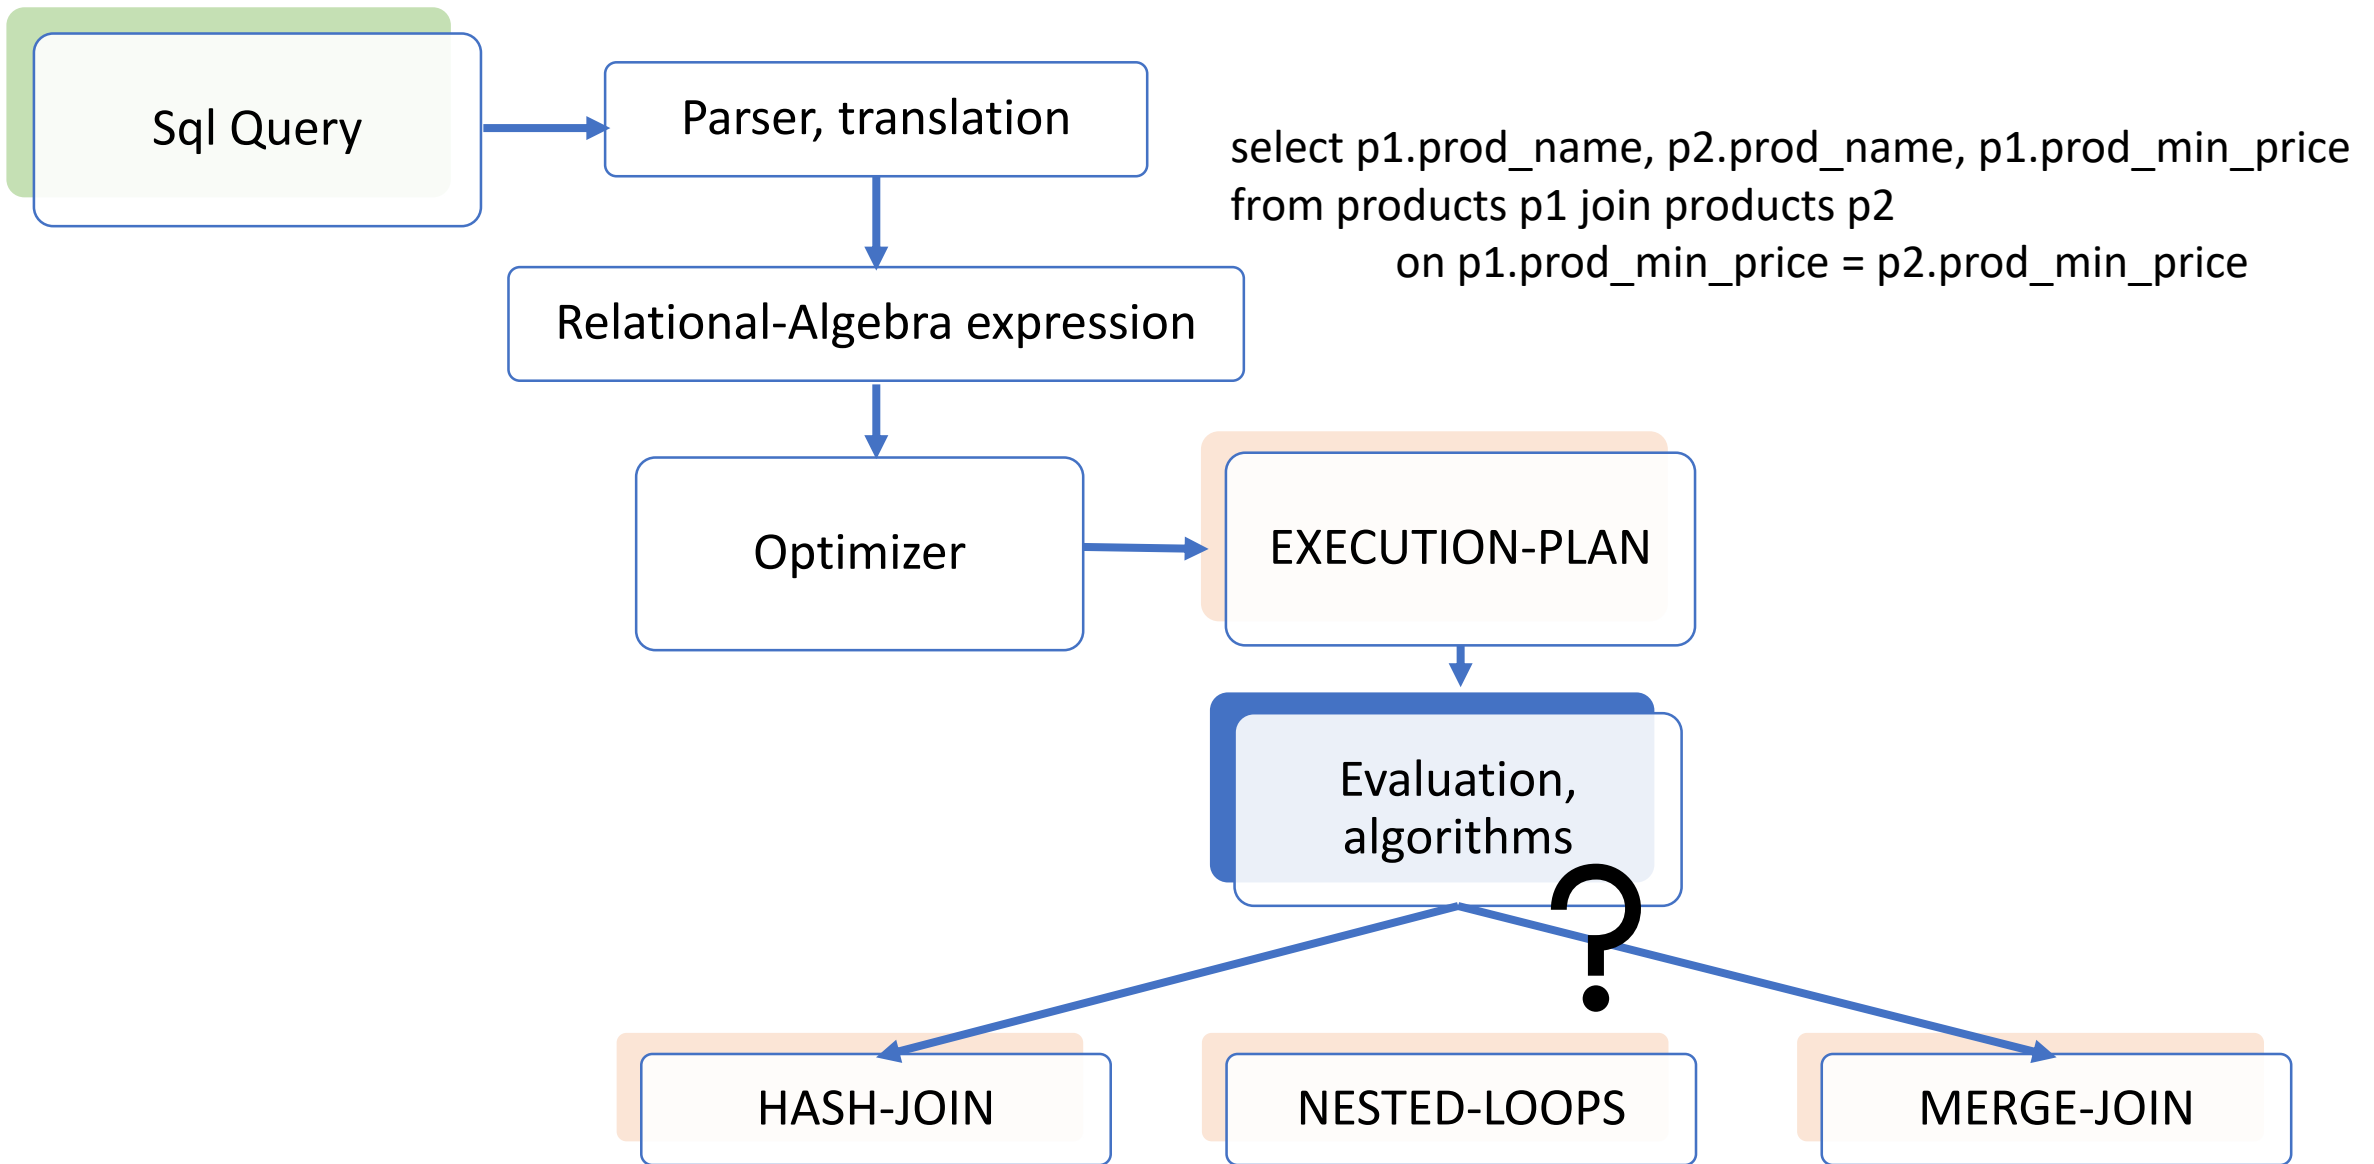 Sql Query
Parser, translation
select p1.prod_name, p2.prod_name, p1.prod_min_price
from products p1 join products p2
on p1.prod_min_price = p2.prod_min_price
Relational-Algebra expression
Optimizer
EXECUTION-PLAN
Evaluation,
algorithms
?
HASH-JOIN
NESTED-LOOPS
MERGE-JOIN